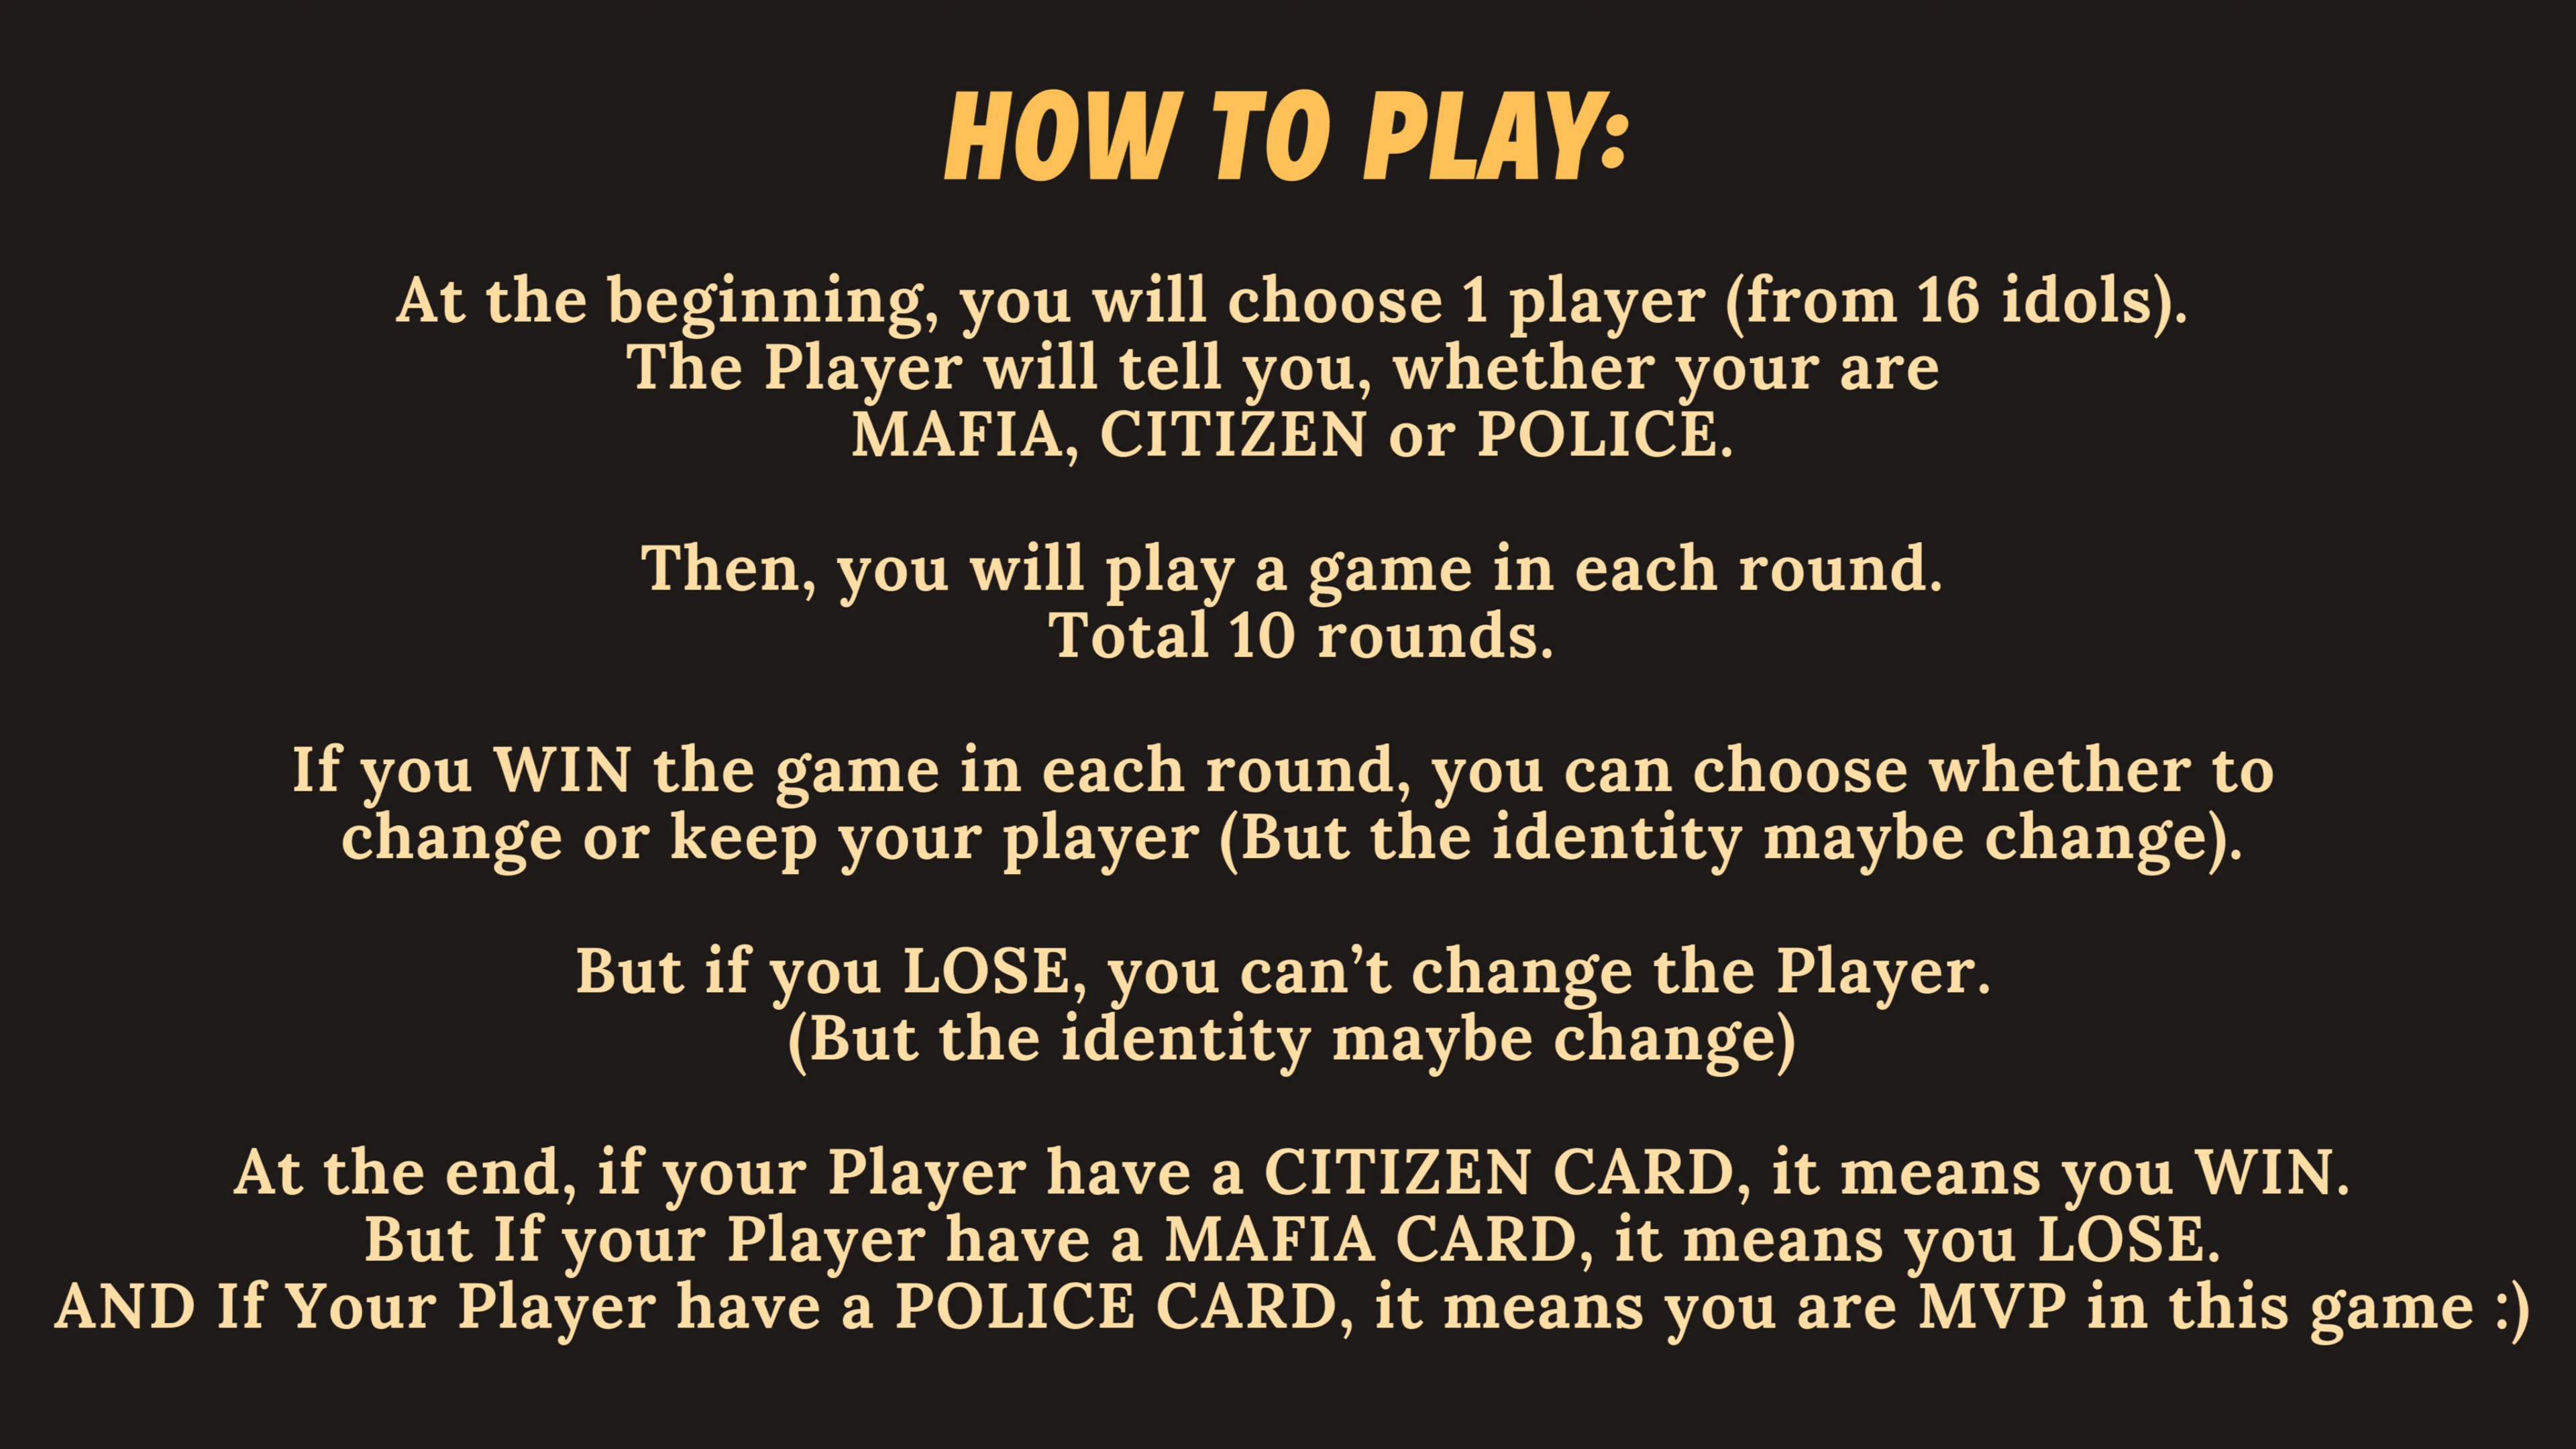 HOW TO PLAY:
At the beginning, you will choose 1 player (from 16 idols).
The Player will tell you, whether your are
MAFIA, CITIZEN or POLICE.
Then, you will play a game in each round.
Total 10 rounds.
If you WIN the game in each round, you can choose whether to
change or keep your player (But the identity maybe change).
But if you LOSE, you can’t change the Player.
(But the identity maybe change)
At the end, if your Player have a CITIZEN CARD, it means you WIN.
But If your Player have a MAFIA CARD, it means you LOSE.
AND If Your Player have a POLICE CARD, it means you are MVP in this game :)